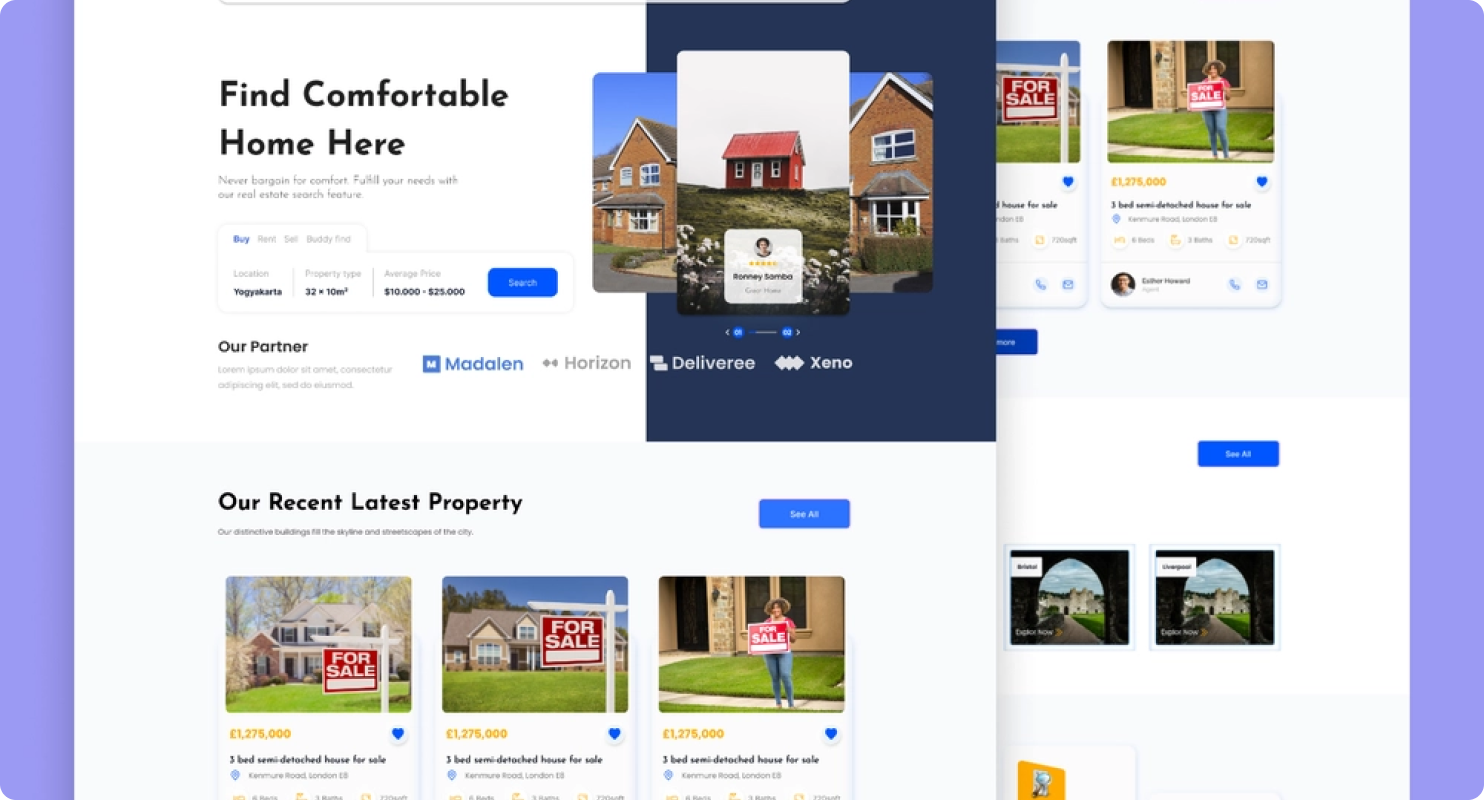 Find Comfortable
Home Here
Never bargain for comfort. Fulfill your needs with
our real estate search feature.
Buy Rent Sell Buddy find
Location Property type Average Price
Yogyakarta 32 × 10m² $10.000 - $25.000
Search
Ronney Samba
01 02
Our Partner
Lorem ipsum dolor sit amet, consectetur
adipiscing elit, sed do eiusmod.
M Madalen Horizon Deliveree Xeno
Our Recent Latest Property
Our distinctive buildings fill the skyline and streetscapes of the city.
See All
FOR
SALE
£1,275,000
3 bed semi-detached house for sale
Kenmure Road, London E8
6 Beds 3 Baths 720sqft
FOR
SALE
£1,275,000
3 bed semi-detached house for sale
Kenmure Road, London E8
6 Beds 3 Baths 720sqft
FOR
SALE
£1,275,000
3 bed semi-detached house for sale
Kenmure Road, London E8
6 Beds 3 Baths 720sqft
FOR
SALE
d house for sale
ndon E8
Baths 720sqft
FOR
SALE
£1,275,000
3 bed semi-detached house for sale
Kenmure Road, London E8
6 Beds 3 Baths 720sqft
Esther Howard
Agent
more
See All
Bristol
Explor Now
Liverpool
Explor Now